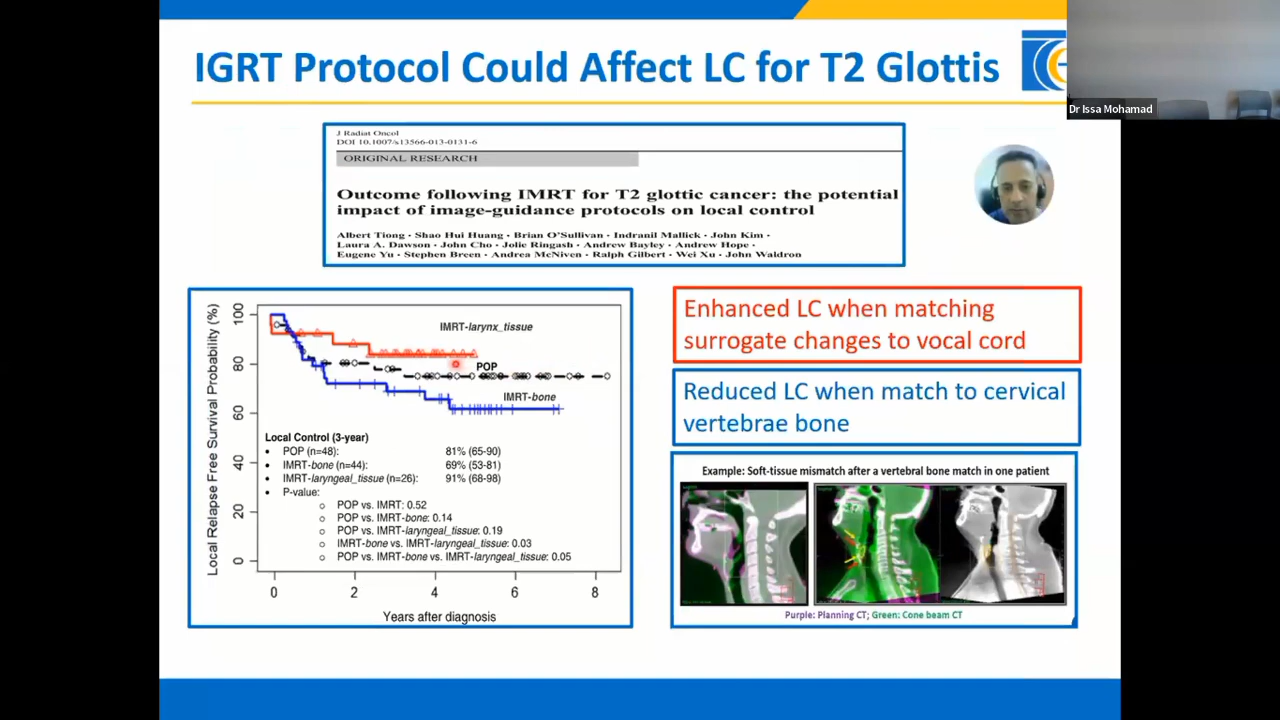 IGRT Protocol Could Affect LC for T2 Glottis
Dr Issa Mohamad
J Radiat Oncol
DOI 10.1007/s13566-013-0131-6
ORIGINAL RESEARCH
Outcome following IMRT for T2 glottic cancer: the potential
impact of image-guidance protocols on local control
Albert Tiong · Shao Hui Huang · Brian O'Sullivan · Indranil Mallick · John Kim ·
Laura A. Dawson · John Cho · Jolie Ringash · Andrew Bayley · Andrew Hope ·
Eugene Yu · Stephen Breen · Andrea McNiven · Ralph Gilbert · Wei Xu · John Waldron
Local Relapse Free Survival Probability (%)
100
80
60
40
20
0
IMRT-larynx_tissue
POP
IMRT-bone
Local Control (3-year)
• POP (n=48): 81% (65-90)
• IMRT-bone (n=44): 69% (53-81)
• IMRT-laryngeal_tissue (n=26): 91% (68-98)
• P-value:
o POP vs. IMRT: 0.52
o POP vs. IMRT-bone: 0.14
o POP vs. IMRT-laryngeal_tissue: 0.19
o IMRT-bone vs. IMRT-laryngeal_tissue: 0.03
o POP vs. IMRT-bone vs. IMRT-laryngeal_tissue: 0.05
0 2 4 6 8
Years after diagnosis
Enhanced LC when matching
surrogate changes to vocal cord
Reduced LC when match to cervical
vertebrae bone
Example: Soft-tissue mismatch after a vertebral bone match in one patient
Purple: Planning CT; Green: Cone beam CT